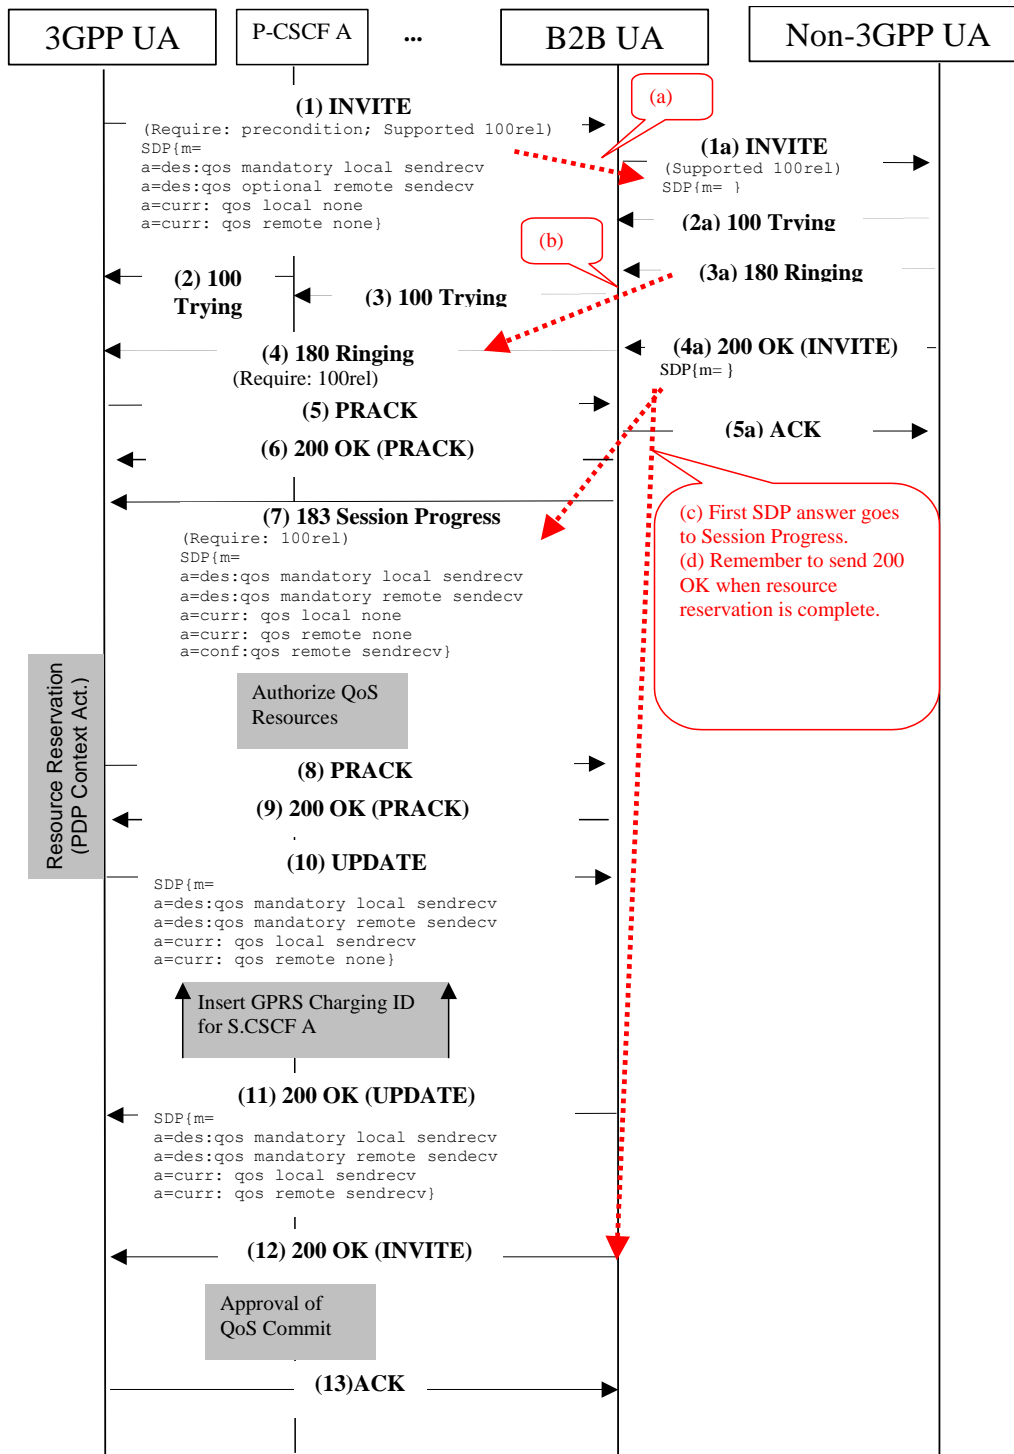 3GPP UA
P-CSCF A
...
B2B UA
Non-3GPP UA
(a)
(1) INVITE
(Require: precondition; Supported 100rel)
SDP{m=
a=des:qos mandatory local sendrecv
a=des:qos optional remote sendecv
a=curr: qos local none
a=curr: qos remote none}
(1a) INVITE
(Supported 100rel)
SDP{m= }
(2a) 100 Trying
(b)
(3a) 180 Ringing
(2) 100
Trying
(3) 100 Trying
(4) 180 Ringing
(Require: 100rel)
(4a) 200 OK (INVITE)
SDP{m= }
(5) PRACK
(5a) ACK
(6) 200 OK (PRACK)
(c) First SDP answer goes
to Session Progress.
(d) Remember to send 200
OK when resource
reservation is complete.
(7) 183 Session Progress
(Require: 100rel)
SDP{m=
a=des:qos mandatory local sendrecv
a=des:qos mandatory remote sendecv
a=curr: qos local none
a=curr: qos remote none
a=conf:qos remote sendrecv}
Resource Reservation
(PDP Context Act.)
Authorize QoS
Resources
(8) PRACK
(9) 200 OK (PRACK)
(10) UPDATE
SDP{m=
a=des:qos mandatory local sendrecv
a=des:qos mandatory remote sendecv
a=curr: qos local sendrecv
a=curr: qos remote none}
Insert GPRS Charging ID
for S.CSCF A
(11) 200 OK (UPDATE)
SDP{m=
a=des:qos mandatory local sendrecv
a=des:qos mandatory remote sendecv
a=curr: qos local sendrecv
a=curr: qos remote sendrecv}
(12) 200 OK (INVITE)
Approval of
QoS Commit
(13)ACK